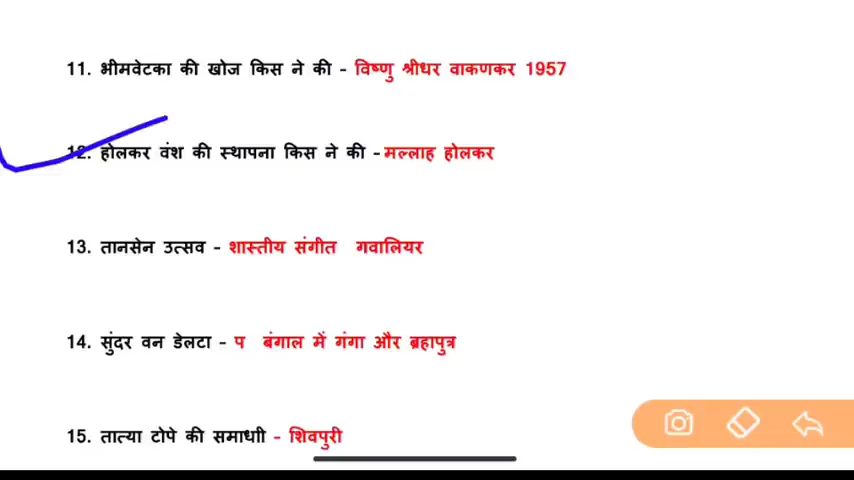 11. भीमवेटका की खोज किस ने की - विष्णु श्रीधर वाकणकर 1957
12. होलकर वंश की स्थापना किस ने की - मल्लाह होलकर
13. तानसेन उत्सव - शास्तीय संगीत गवालियर
14. सुंदर वन डेलटा - प बंगाल में गंगा और ब्रहापुत्र
15. तात्या टोपे की समाधाी - शिवपुरी